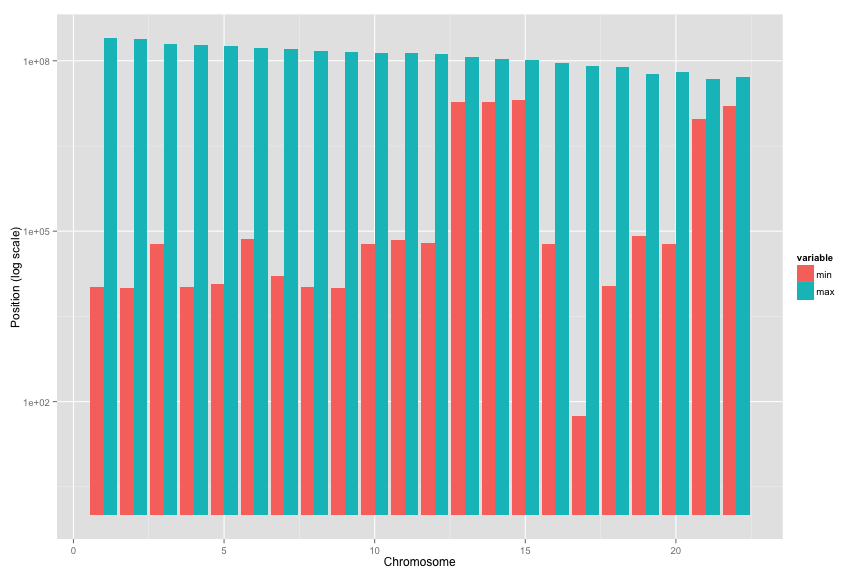 Position (log scale)
1e+08
1e+05
1e+02
0
5
10
15
20
Chromosome
variable
min
max